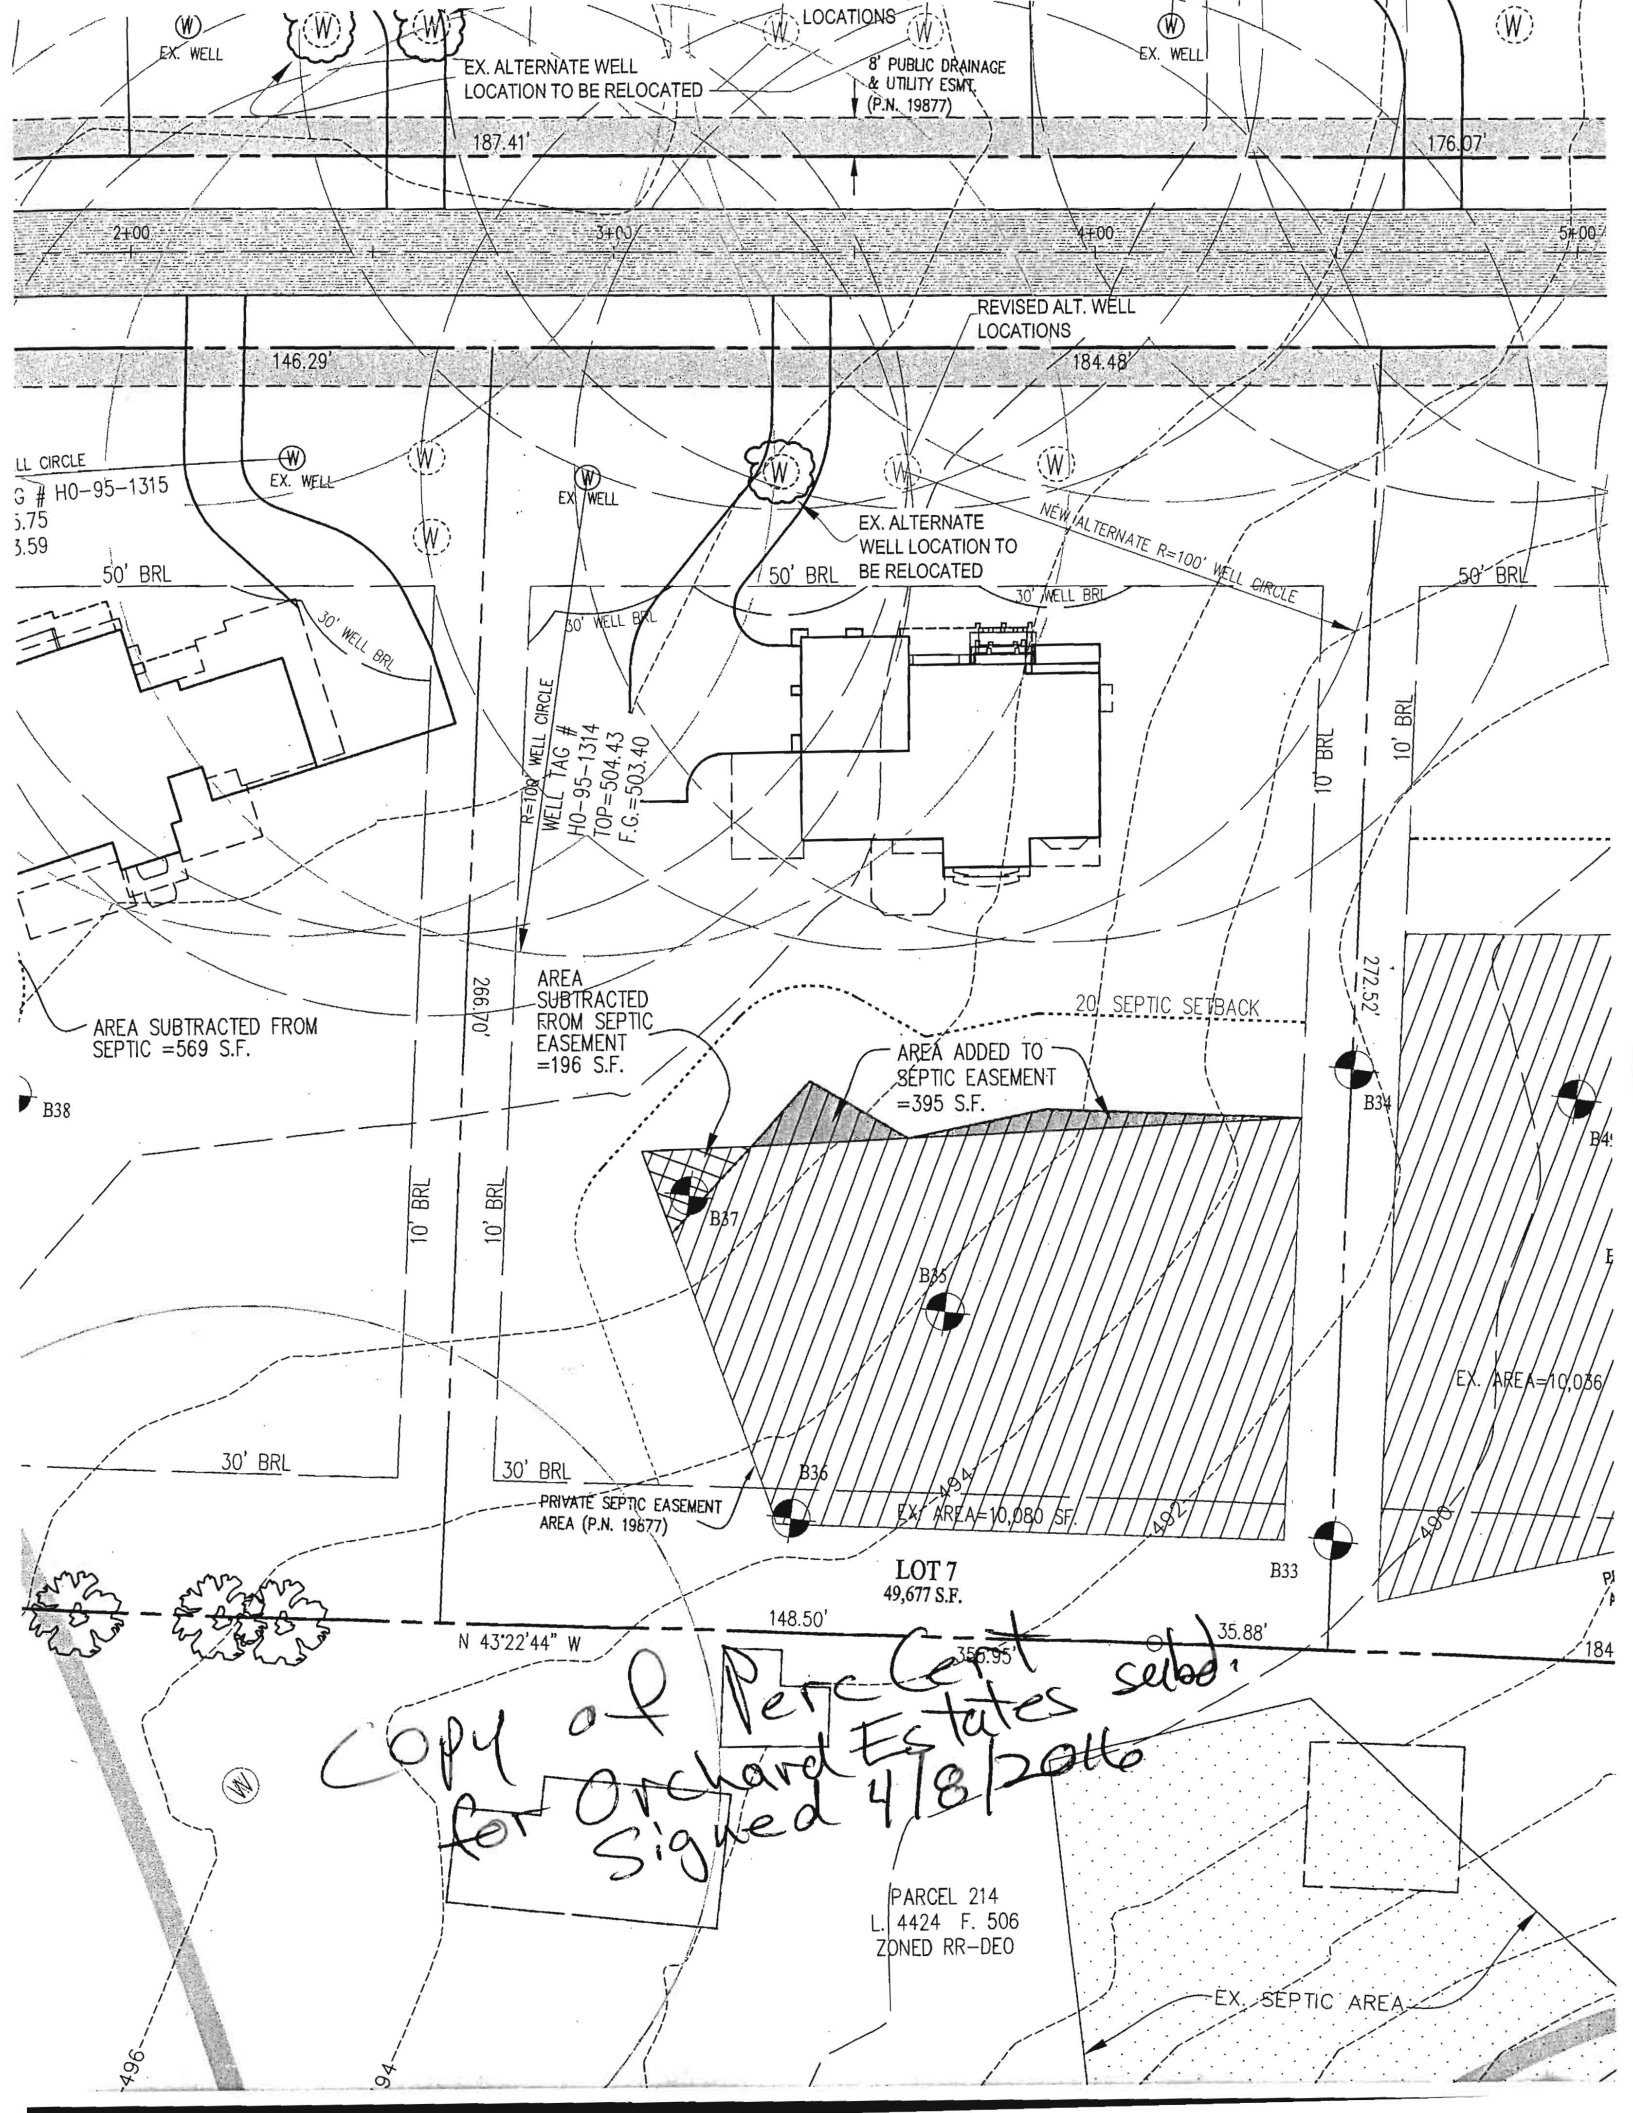 LOCATIONS
W
W
W
W
W
W
W
EX. WELL
EX. WELL
EX. ALTERNATE WELL
LOCATION TO BE RELOCATED
8' PUBLIC DRAINAGE
& UTILITY ESMT.
(P.N. 19877)
187.41'
176.07'
2+00
3+00
4+00
5+00
REVISED ALT. WELL
LOCATIONS
146.29'
184.48'
LL CIRCLE
G # HO-95-1315
5.75
3.59
W
EX. WELL
W
W
W
EX. WELL
W
W
W
EX. ALTERNATE
WELL LOCATION TO
BE RELOCATED
NEW ALTERNATE R=100' WELL CIRCLE
50' BRL
50' BRL
50' BRL
30' WELL BRL
30' WELL BRL
30' WELL BRL
R=100' WELL CIRCLE
WELL TAG #
HO-95-1314
TOP=504.43
F.G.=503.40
10' BRL
10' BRL
266.70'
272.52'
AREA
SUBTRACTED
FROM SEPTIC
EASEMENT
=196 S.F.
20' SEPTIC SETBACK
AREA SUBTRACTED FROM
SEPTIC =569 S.F.
AREA ADDED TO
SEPTIC EASEMENT
=395 S.F.
B38
B34
B37
B35
10' BRL
10' BRL
EX. AREA=10,036
30' BRL
30' BRL
B36
PRIVATE SEPTIC EASEMENT
AREA (P.N. 19877)
494
EX. AREA=10,080 SF.
492
490
LOT 7
49,677 S.F.
B33
148.50'
35.88'
N 43°22'44" W
355.95'
184
Copy of Perc Cert
for Orchard Estates subd.
Signed 4/8/2016
W
PARCEL 214
L. 4424 F. 506
ZONED RR-DEO
EX. SEPTIC AREA
496
94